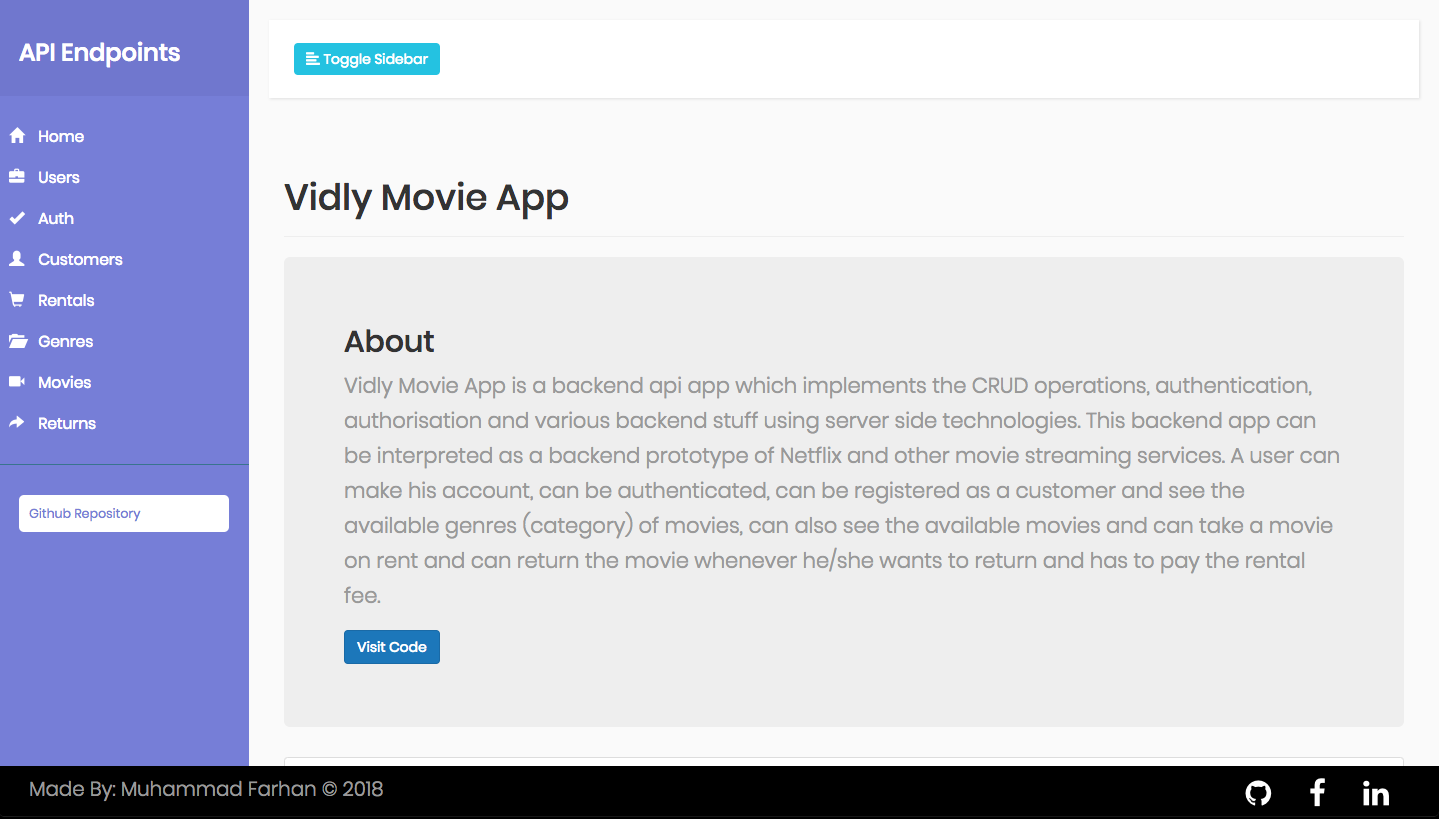 API Endpoints
Home
Users
Auth
Customers
Rentals
Genres
Movies
Returns
Github Repository
Toggle Sidebar
Vidly Movie App
About
Vidly Movie App is a backend api app which implements the CRUD operations, authentication,
authorisation and various backend stuff using server side technologies. This backend app can
be interpreted as a backend prototype of Netflix and other movie streaming services. A user can
make his account, can be authenticated, can be registered as a customer and see the
available genres (category) of movies, can also see the available movies and can take a movie
on rent and can return the movie whenever he/she wants to return and has to pay the rental
fee.
Visit Code
Made By: Muhammad Farhan © 2018